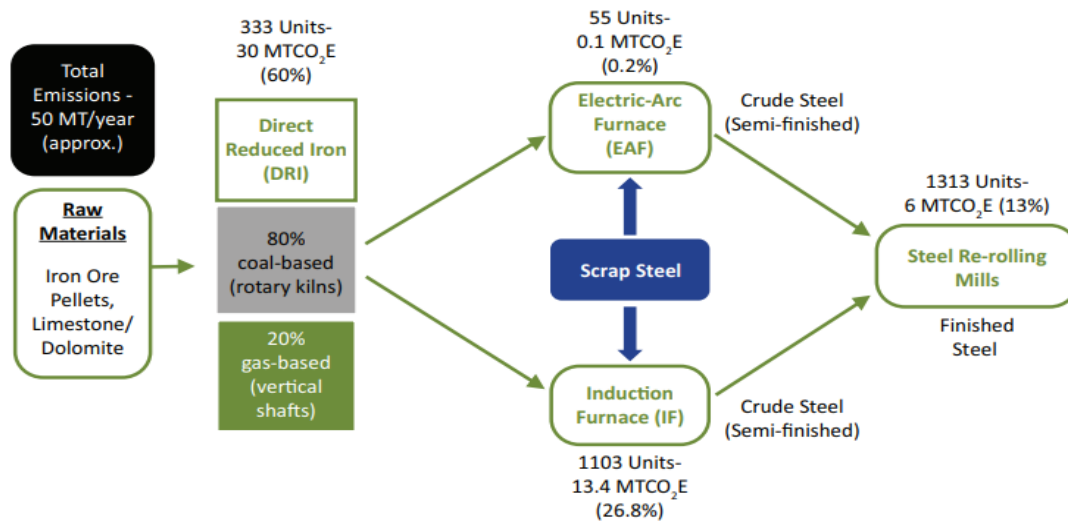 Total
Emissions -
50 MT/year
(approx.)
Raw
Materials
Iron Ore
Pellets,
Limestone/
Dolomite
333 Units-
30 MTCO₂E
(60%)
Direct
Reduced Iron
(DRI)
80%
coal-based
(rotary kilns)
20%
gas-based
(vertical
shafts)
55 Units-
0.1 MTCO₂E
(0.2%)
Electric-Arc
Furnace
(EAF)
Scrap Steel
Induction
Furnace (IF)
1103 Units-
13.4 MTCO₂E
(26.8%)
Crude Steel
(Semi-finished)
Crude Steel
(Semi-finished)
1313 Units-
6 MTCO₂E (13%)
Steel Re-rolling
Mills
Finished
Steel